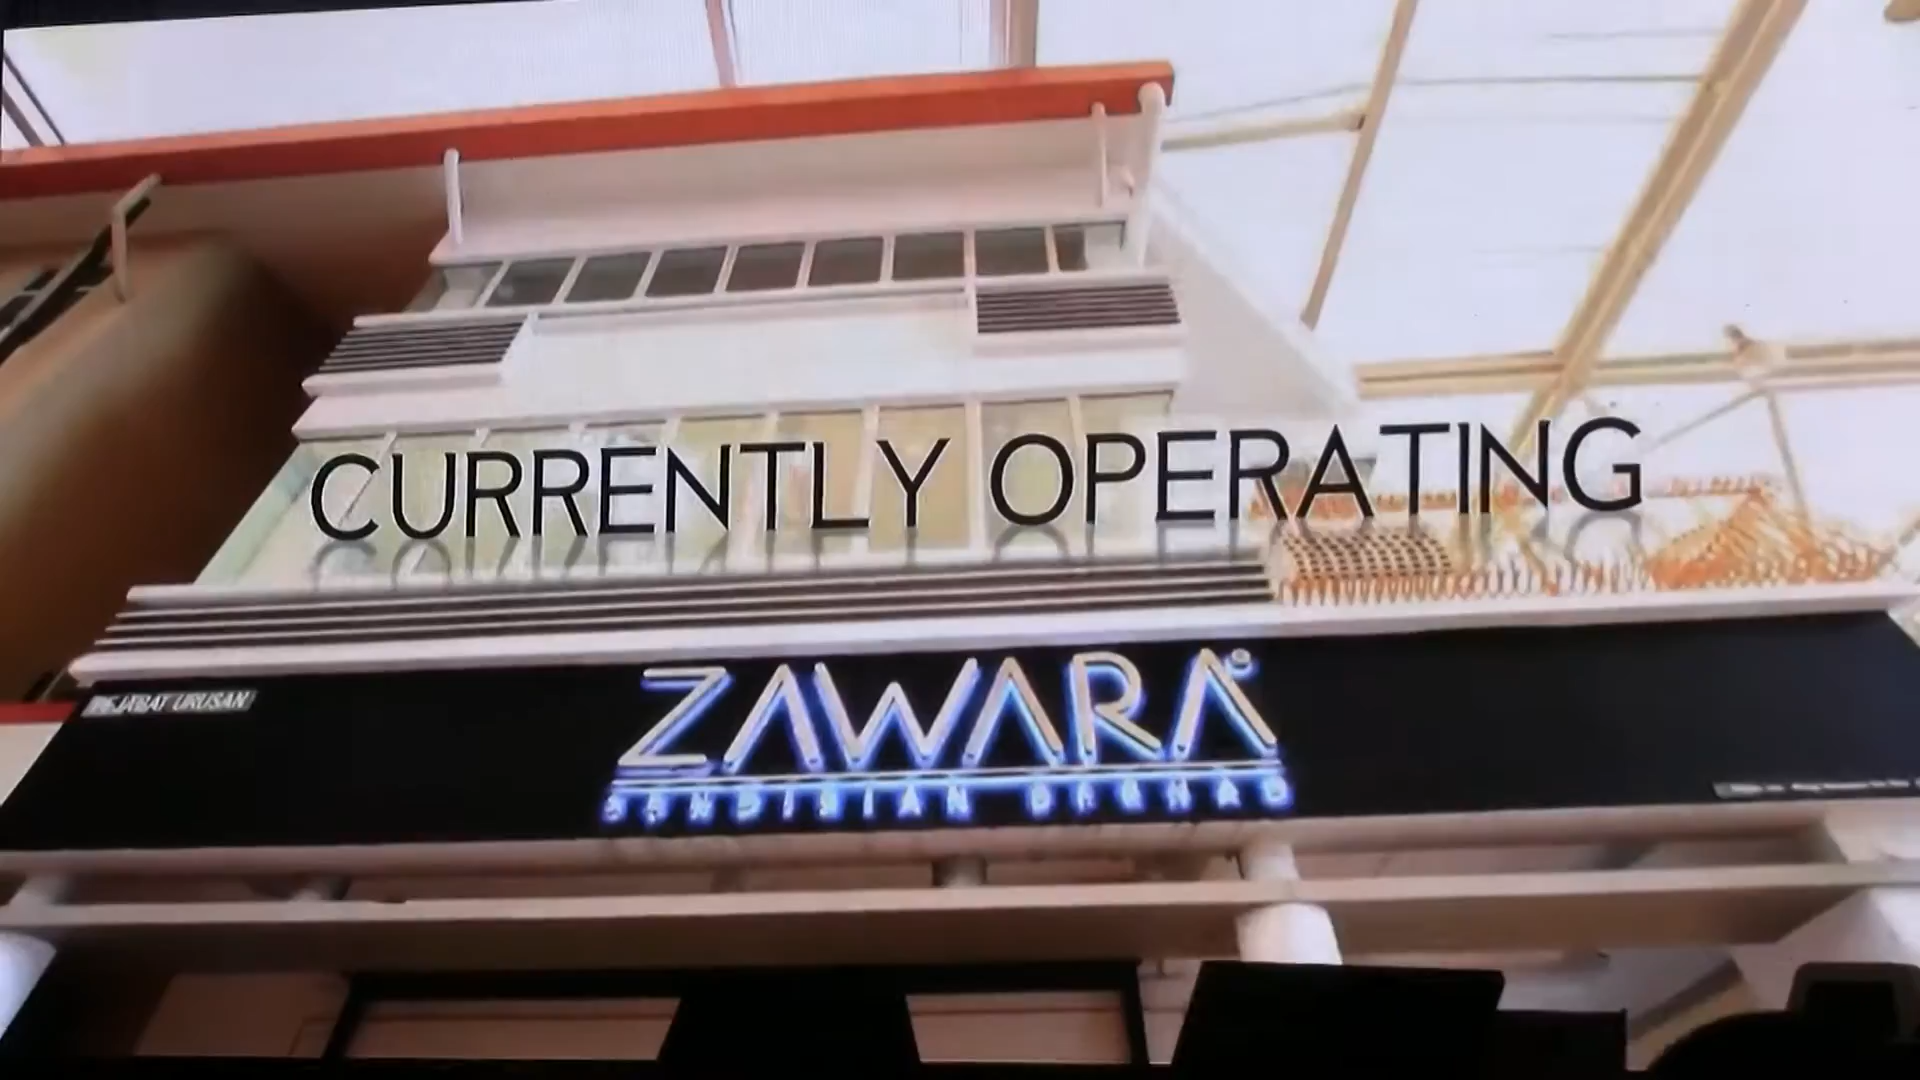 CURRENTLY OPERATING
PEJABAT URUSAN
ZAWARA
SENDIRIAN BERHAD